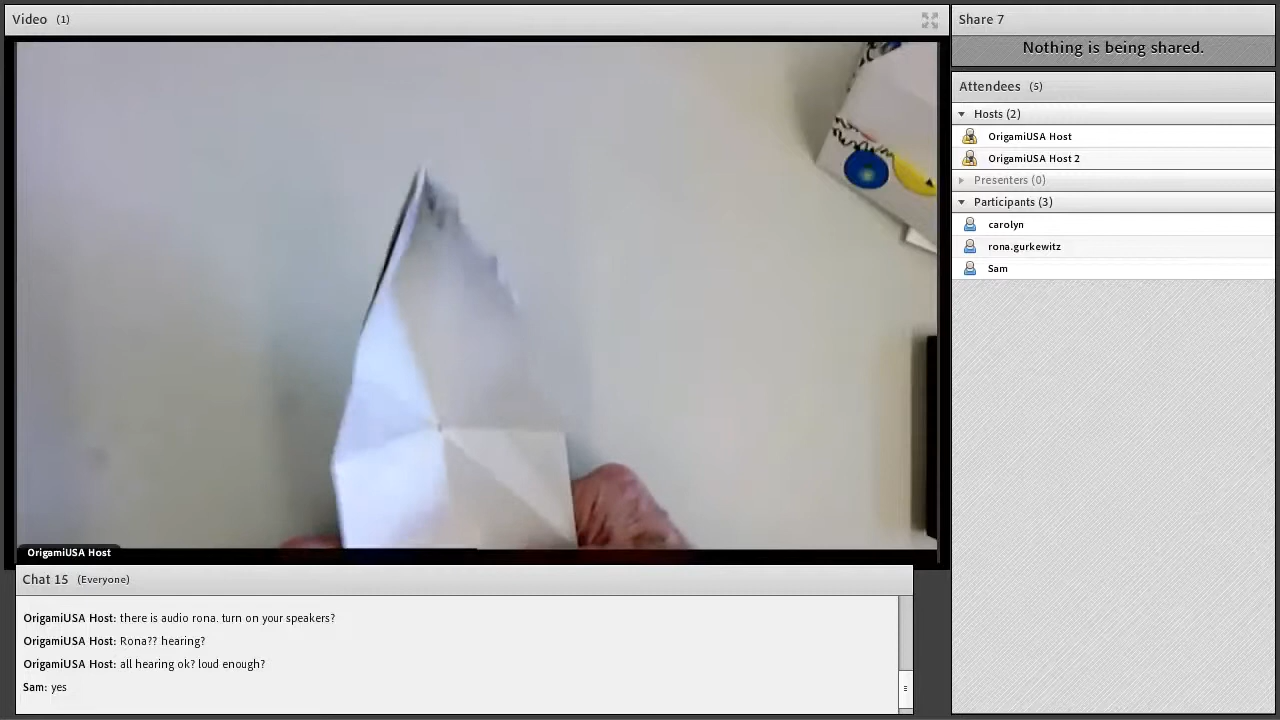 Video (1)
Share 7
Nothing is being shared.
Attendees (5)
Hosts (2)
OrigamiUSA Host
OrigamiUSA Host 2
Presenters (0)
Participants (3)
carolyn
rona.gurkewitz
Sam
OrigamiUSA Host
Chat 15 (Everyone)
OrigamiUSA Host: there is audio rona. turn on your speakers?
OrigamiUSA Host: Rona?? hearing?
OrigamiUSA Host: all hearing ok? loud enough?
Sam: yes